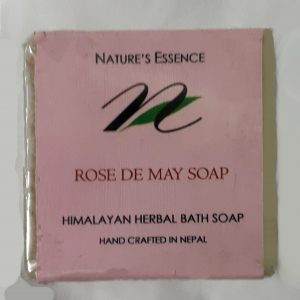 NATURE'S ESSENCE
n
ROSE DE MAY SOAP
HIMALAYAN HERBAL BATH SOAP
HAND CRAFTED IN NEPAL